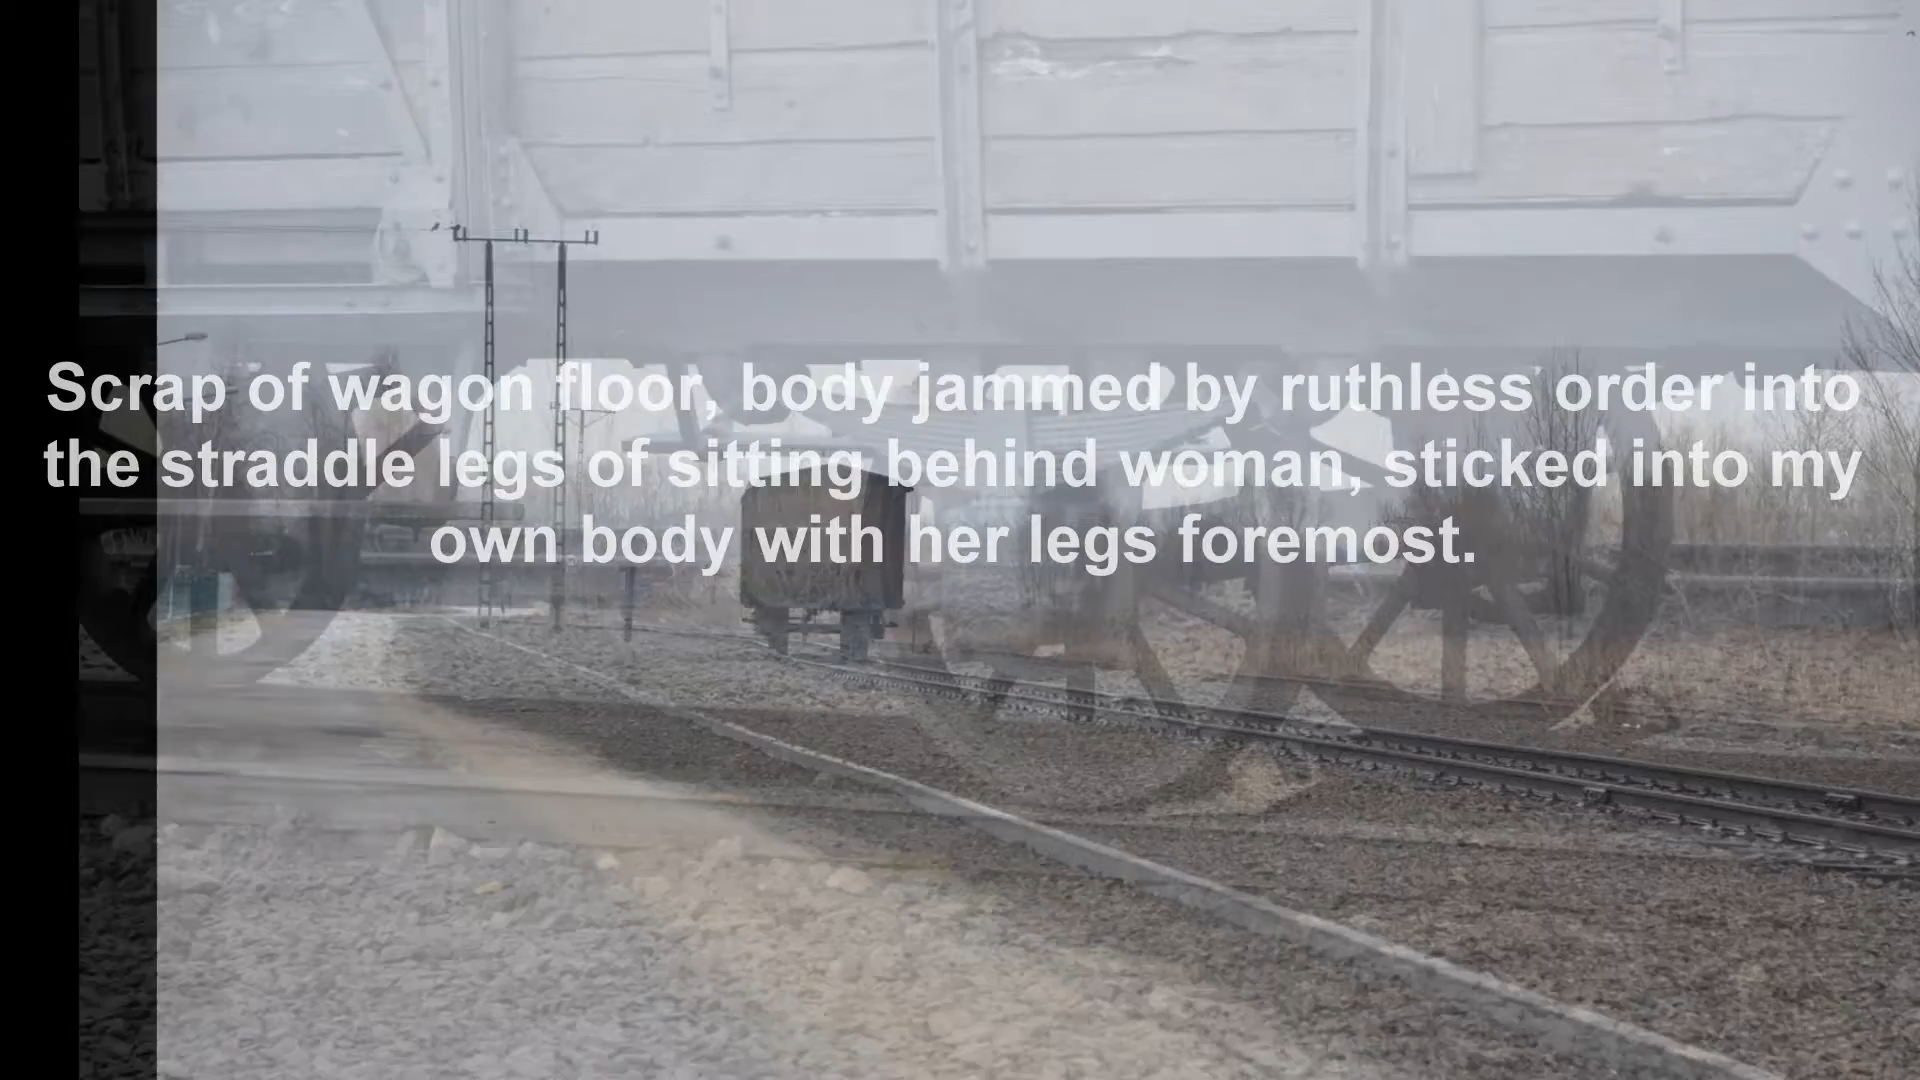 Scrap of wagon floor, body jammed by ruthless order into
the straddle legs of sitting behind woman, sticked into my
own body with her legs foremost.